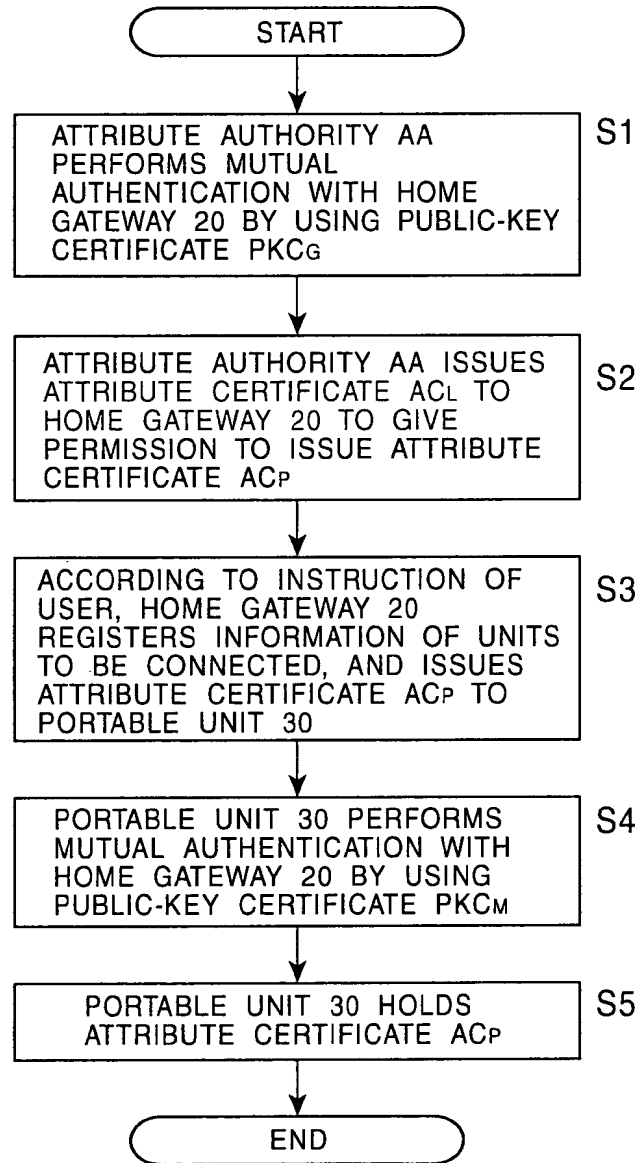 START
ATTRIBUTE AUTHORITY AA
PERFORMS MUTUAL
AUTHENTICATION WITH HOME
GATEWAY 20 BY USING PUBLIC-KEY
CERTIFICATE PKCG
S1
ATTRIBUTE AUTHORITY AA ISSUES
ATTRIBUTE CERTIFICATE ACL TO
HOME GATEWAY 20 TO GIVE
PERMISSION TO ISSUE ATTRIBUTE
CERTIFICATE ACP
S2
ACCORDING TO INSTRUCTION OF
USER, HOME GATEWAY 20
REGISTERS INFORMATION OF UNITS
TO BE CONNECTED, AND ISSUES
ATTRIBUTE CERTIFICATE ACP TO
PORTABLE UNIT 30
S3
PORTABLE UNIT 30 PERFORMS
MUTUAL AUTHENTICATION WITH
HOME GATEWAY 20 BY USING
PUBLIC-KEY CERTIFICATE PKCM
S4
PORTABLE UNIT 30 HOLDS
ATTRIBUTE CERTIFICATE ACP
S5
END